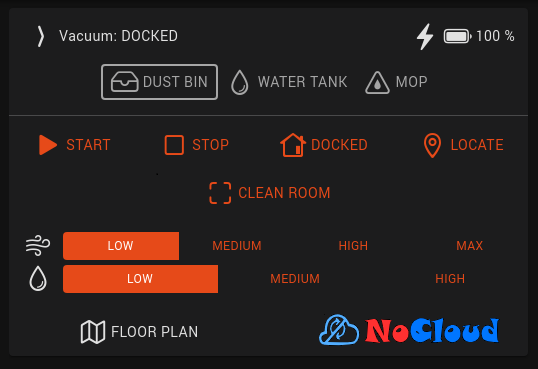 Vacuum: DOCKED 100 %
DUST BIN WATER TANK MOP
START STOP DOCKED LOCATE
CLEAN ROOM
LOW MEDIUM HIGH MAX
LOW MEDIUM HIGH
FLOOR PLAN NoCloud